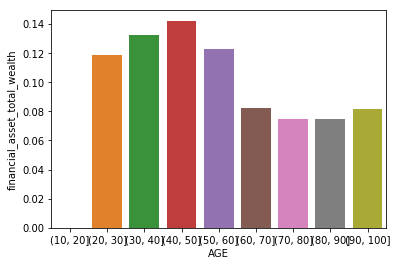 0.14
0.12
0.10
0.08
0.06
0.04
0.02
0.00
financial_asset_total_wealth
(10, 20] (20, 30] (30, 40] (40, 50] (50, 60] (60, 70] (70, 80] (80, 90] (90, 100]
AGE